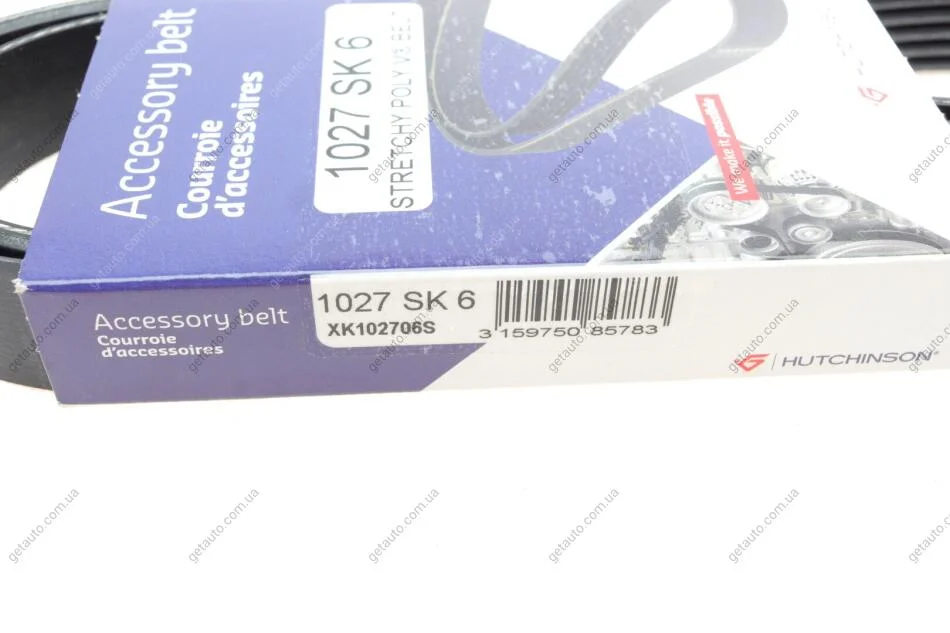 Accessory belt
Courroie
d'accessoires
1027 SK 6
STRETCHY POLY V
We make it possible
Accessory belt
Courroie
d'accessoires
1027 SK 6
XK102706S
3 159750 85783
HUTCHINSON®
getauto.com.ua